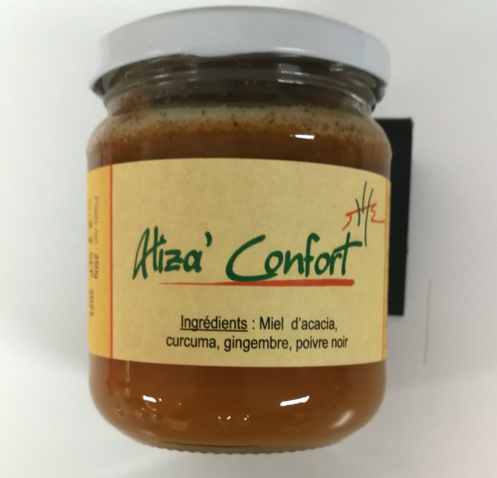 Atiza' Confort
Ingrédients : Miel d'acacia,
curcuma, gingembre, poivre noir